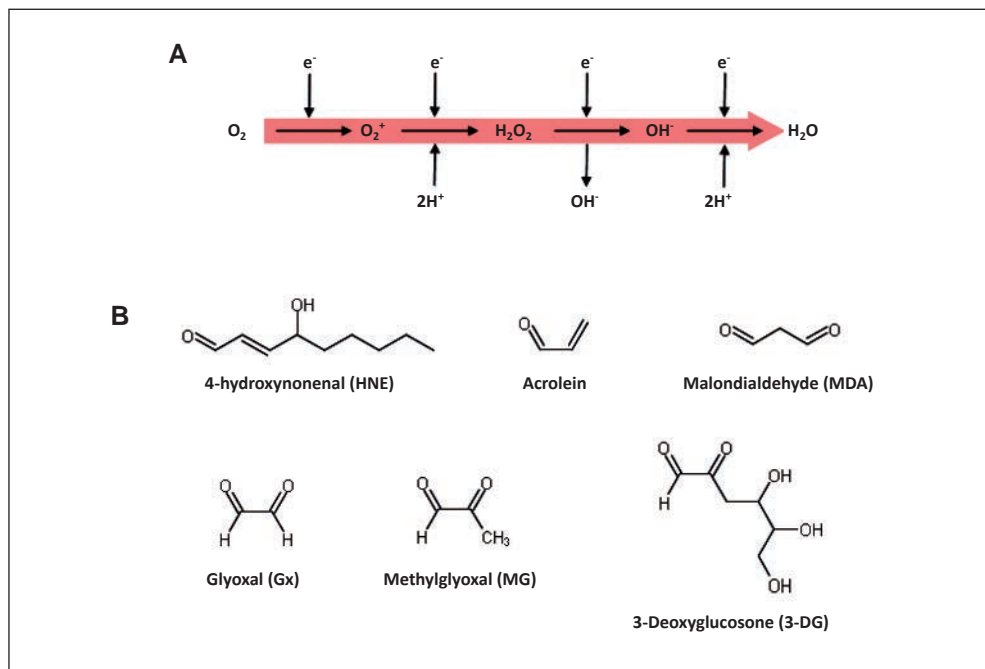 A
e⁻ e⁻ e⁻ e⁻
O₂ O₂⁺ H₂O₂ OH⁻ H₂O
2H⁺ OH⁻ 2H⁺
B
OH
O
4-hydroxynonenal (HNE)
O
Acrolein
O O
Malondialdehyde (MDA)
O O
H H
Glyoxal (Gx)
O O
H CH₃
Methylglyoxal (MG)
O O
H OH
OH
OH
3-Deoxyglucosone (3-DG)